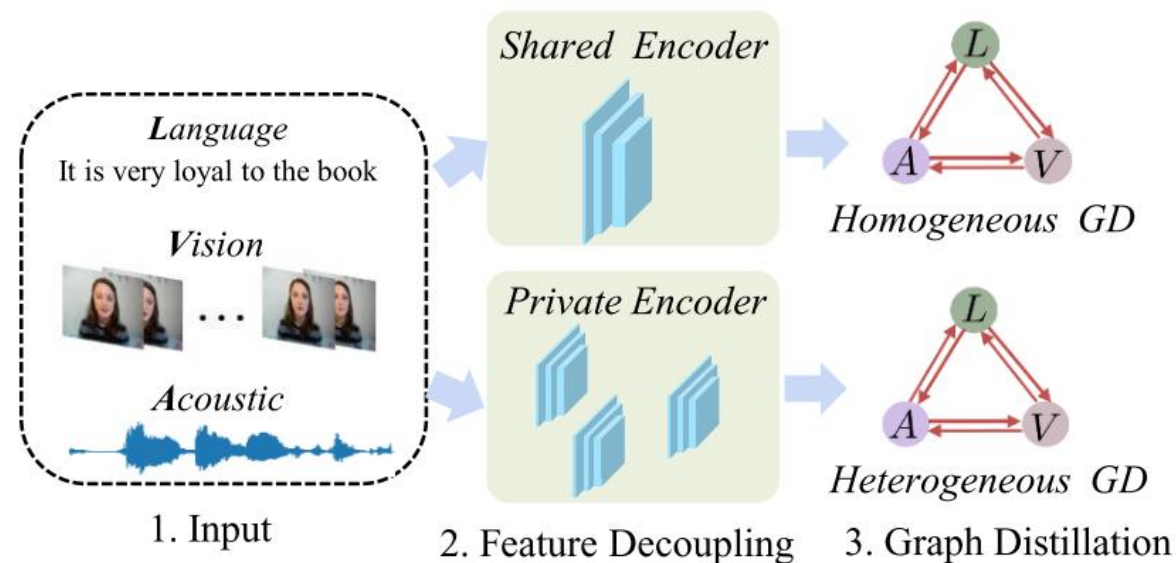 Language
It is very loyal to the book
Vision
...
Acoustic
1. Input
Shared Encoder
Private Encoder
2. Feature Decoupling
L
A
V
Homogeneous GD
L
A
V
Heterogeneous GD
3. Graph Distillation